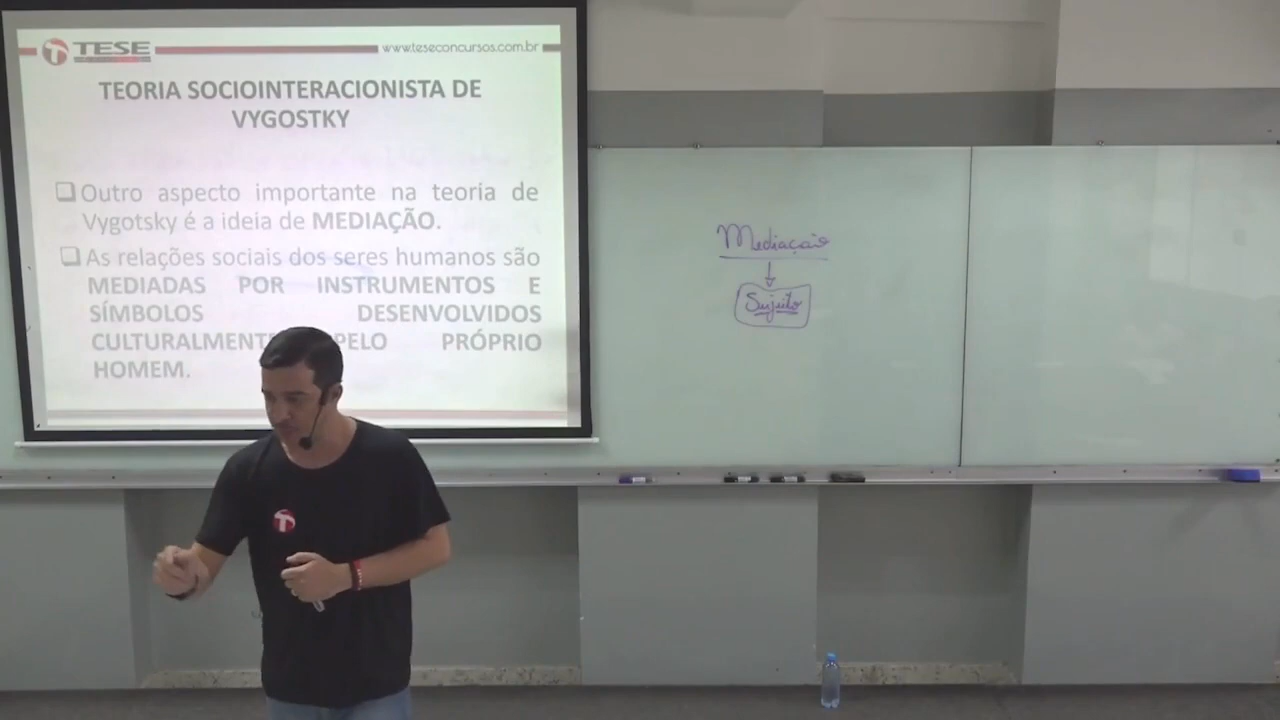 TESE
www.teseconcursos.com.br
TEORIA SOCIOINTERACIONISTA DE
VYGOSTKY
Outro aspecto importante na teoria de
Vygotsky é a ideia de MEDIAÇÃO.
As relações sociais dos seres humanos são
MEDIADAS POR INSTRUMENTOS E
SÍMBOLOS DESENVOLVIDOS
CULTURALMENTE PELO PRÓPRIO
HOMEM.
Mediação
Sujeito